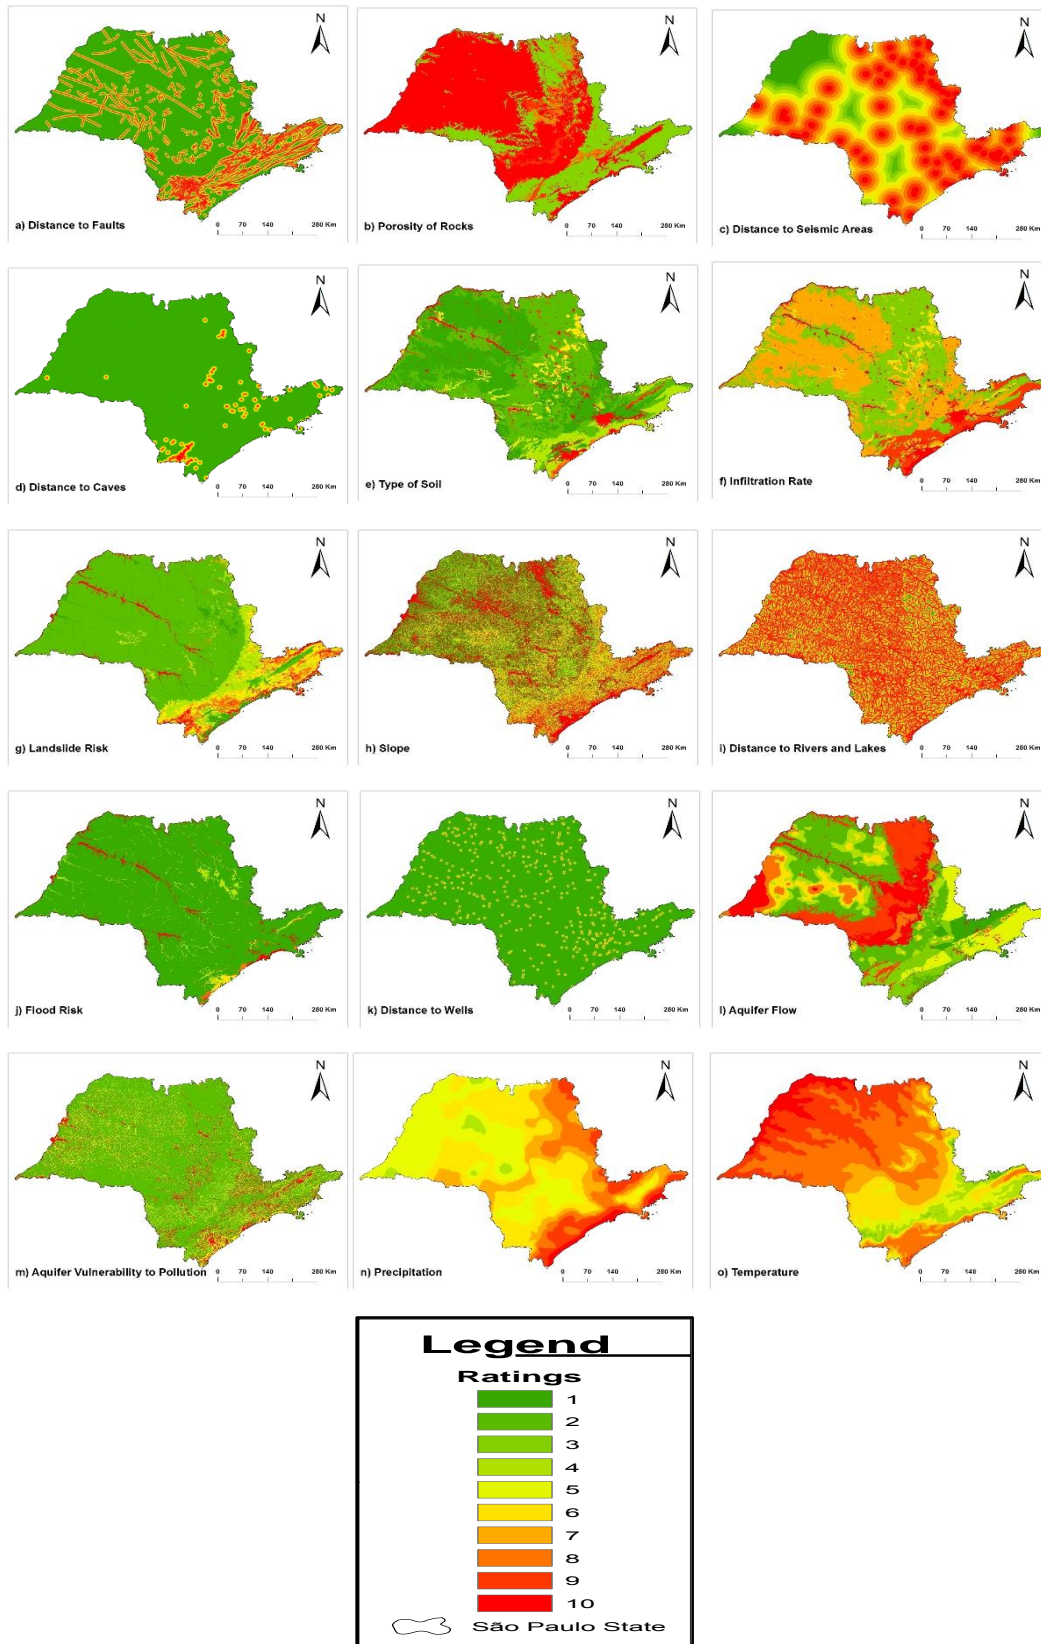 N
a) Distance to Faults
0 70 140 280 Km
N
b) Porosity of Rocks
0 70 140 280 Km
N
c) Distance to Seismic Areas
0 70 140 280 Km
N
d) Distance to Caves
0 70 140 280 Km
N
e) Type of Soil
0 70 140 280 Km
N
f) Infiltration Rate
0 70 140 280 Km
N
g) Landslide Risk
0 70 140 280 Km
N
h) Slope
0 70 140 280 Km
N
i) Distance to Rivers and Lakes
0 70 140 280 Km
N
j) Flood Risk
0 70 140 280 Km
N
k) Distance to Wells
0 70 140 280 Km
N
l) Aquifer Flow
0 70 140 280 Km
N
m) Aquifer Vulnerability to Pollution
0 70 140 280 Km
N
n) Precipitation
0 70 140 280 Km
N
o) Temperature
0 70 140 280 Km
Legend
Ratings
1
2
3
4
5
6
7
8
9
10
São Paulo State